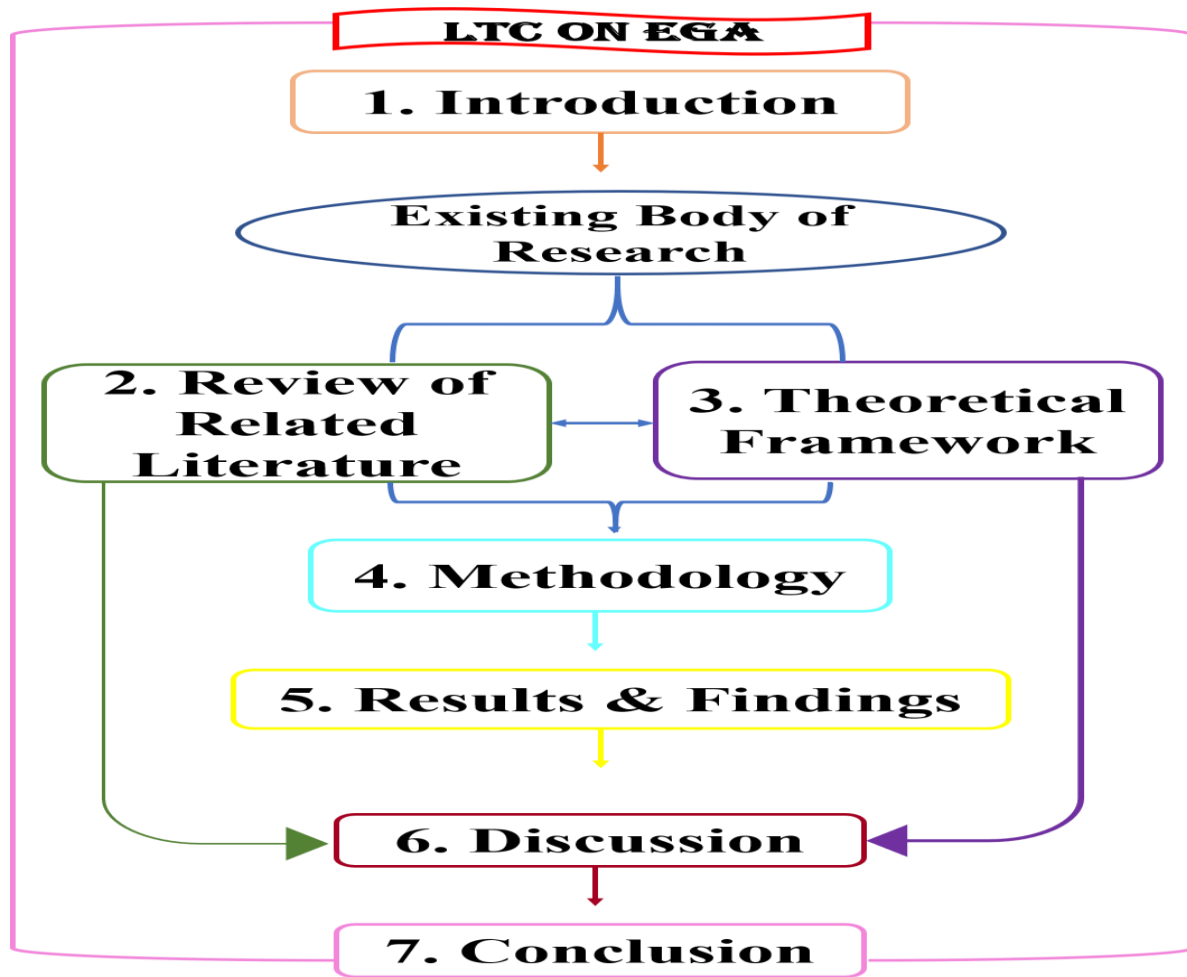 LTC ON EGA
1. Introduction
Existing Body of
Research
2. Review of
Related
Literature
3. Theoretical
Framework
4. Methodology
5. Results & Findings
6. Discussion
7. Conclusion